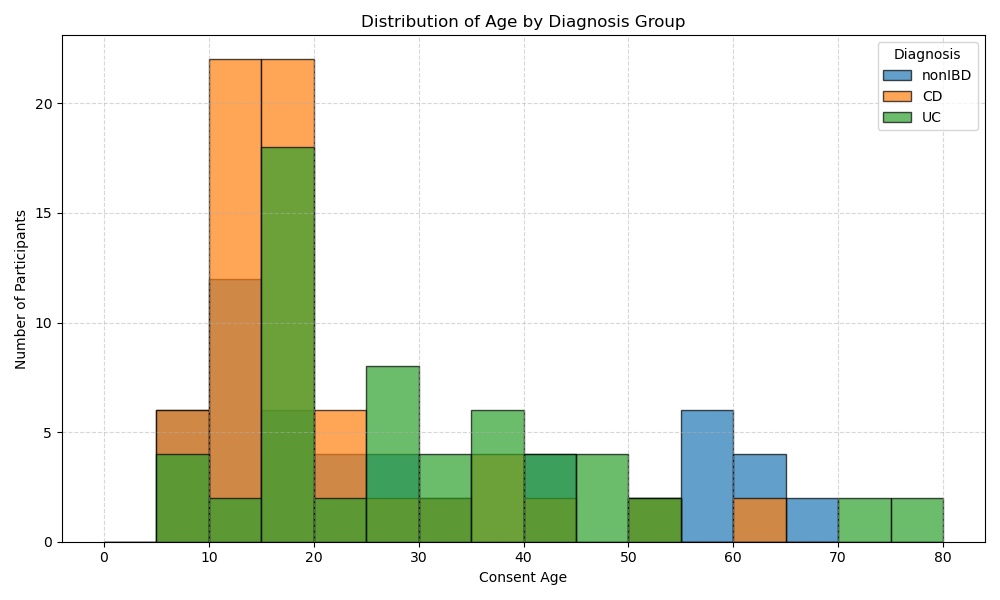 Distribution of Age by Diagnosis Group
Number of Participants
20
15
10
5
0
0 10 20 30 40 50 60 70 80
Consent Age
Diagnosis
nonIBD
CD
UC